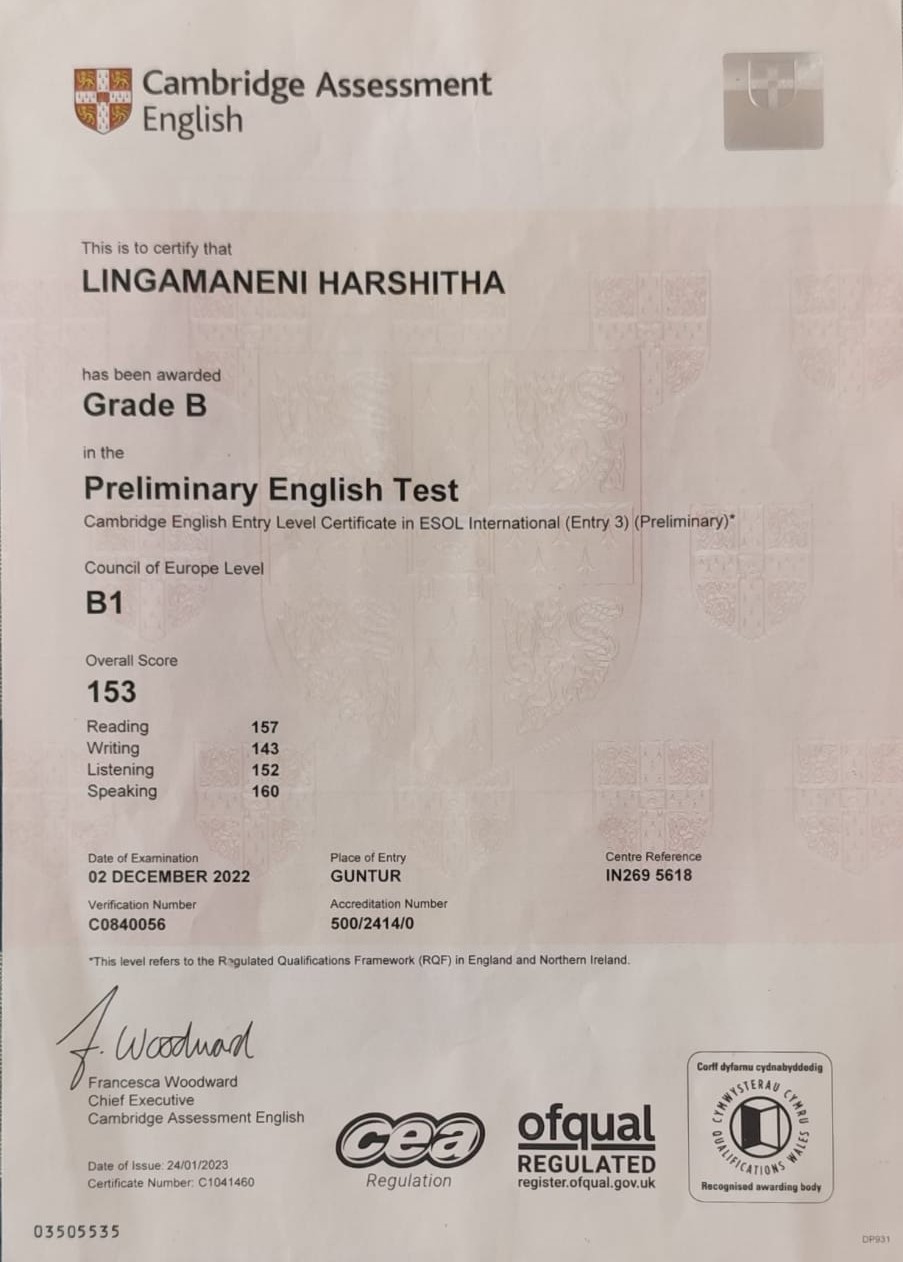 Cambridge Assessment
English
This is to certify that
LINGAMANENI HARSHITHA
has been awarded
Grade B
in the
Preliminary English Test
Cambridge English Entry Level Certificate in ESOL International (Entry 3) (Preliminary)*
Council of Europe Level
B1
Overall Score
153
Reading 157
Writing 143
Listening 152
Speaking 160
Date of Examination Place of Entry Centre Reference
02 DECEMBER 2022 GUNTUR IN269 5618
Verification Number Accreditation Number
C0840056 500/2414/0
*This level refers to the Regulated Qualifications Framework (RQF) in England and Northern Ireland.
F. Woodward
Francesca Woodward
Chief Executive
Cambridge Assessment English
Date of Issue: 24/01/2023
Certificate Number: C1041460
cea
Regulation
ofqual
REGULATED
register.ofqual.gov.uk
Corff dyfarnu cydnabyddedig
CYMWYSTERAU CYMRU
QUALIFICATIONS WALES
Recognised awarding body
03505535
DP931